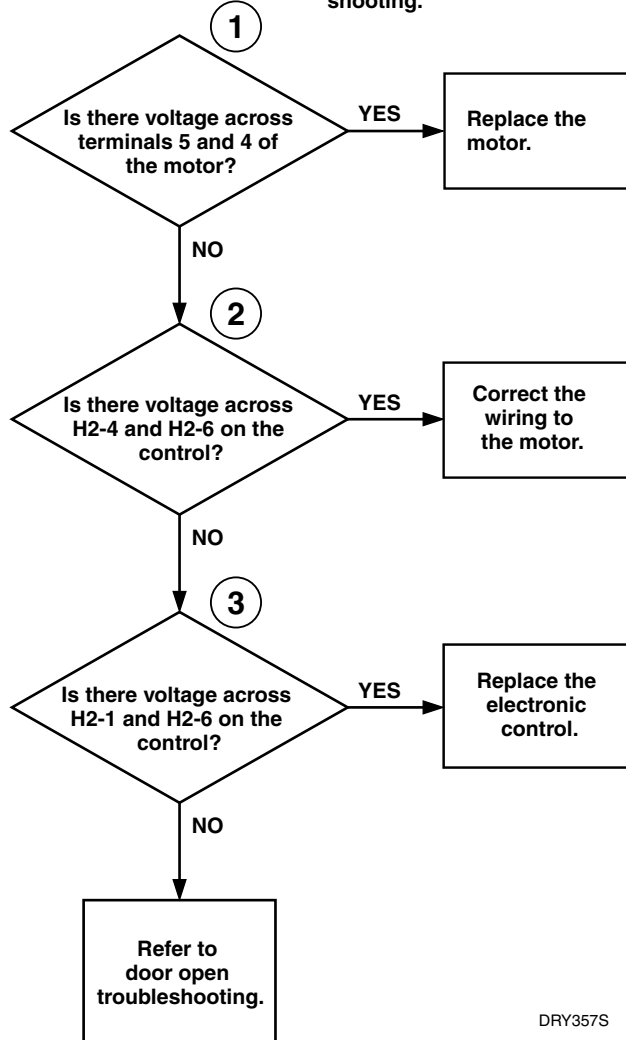 shooting.
1
Is there voltage across
terminals 5 and 4 of
the motor?
YES
Replace the
motor.
NO
2
Is there voltage across
H2-4 and H2-6 on the
control?
YES
Correct the
wiring to
the motor.
NO
3
Is there voltage across
H2-1 and H2-6 on the
control?
YES
Replace the
electronic
control.
NO
Refer to
door open
troubleshooting.
DRY357S